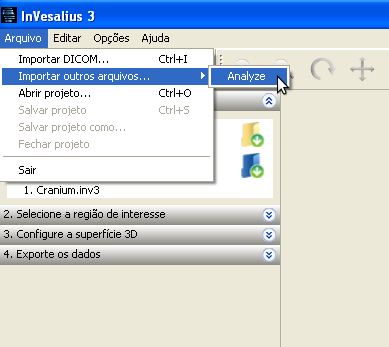 InVesalius 3
Arquivo Editar Opções Ajuda
Importar DICOM... Ctrl+I
Importar outros arquivos...
Analyze
Abrir projeto... Ctrl+O
Salvar projeto Ctrl+S
Salvar projeto como...
Fechar projeto
Sair
1. Cranium.inv3
2. Selecione a região de interesse
3. Configure a superfície 3D
4. Exporte os dados